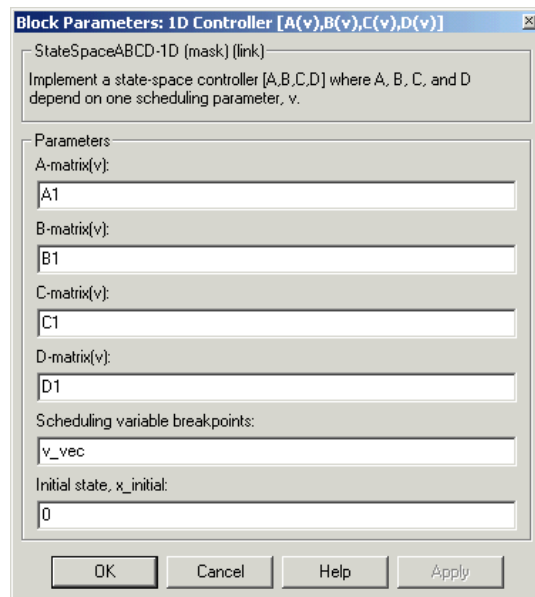 Block Parameters: 1D Controller [A(v),B(v),C(v),D(v)]
StateSpaceABCD-1D (mask) (link)
Implement a state-space controller [A,B,C,D] where A, B, C, and D
depend on one scheduling parameter, v.
Parameters
A-matrix(v):
A1
B-matrix(v):
B1
C-matrix(v):
C1
D-matrix(v):
D1
Scheduling variable breakpoints:
v_vec
Initial state, x_initial:
0
OK Cancel Help Apply